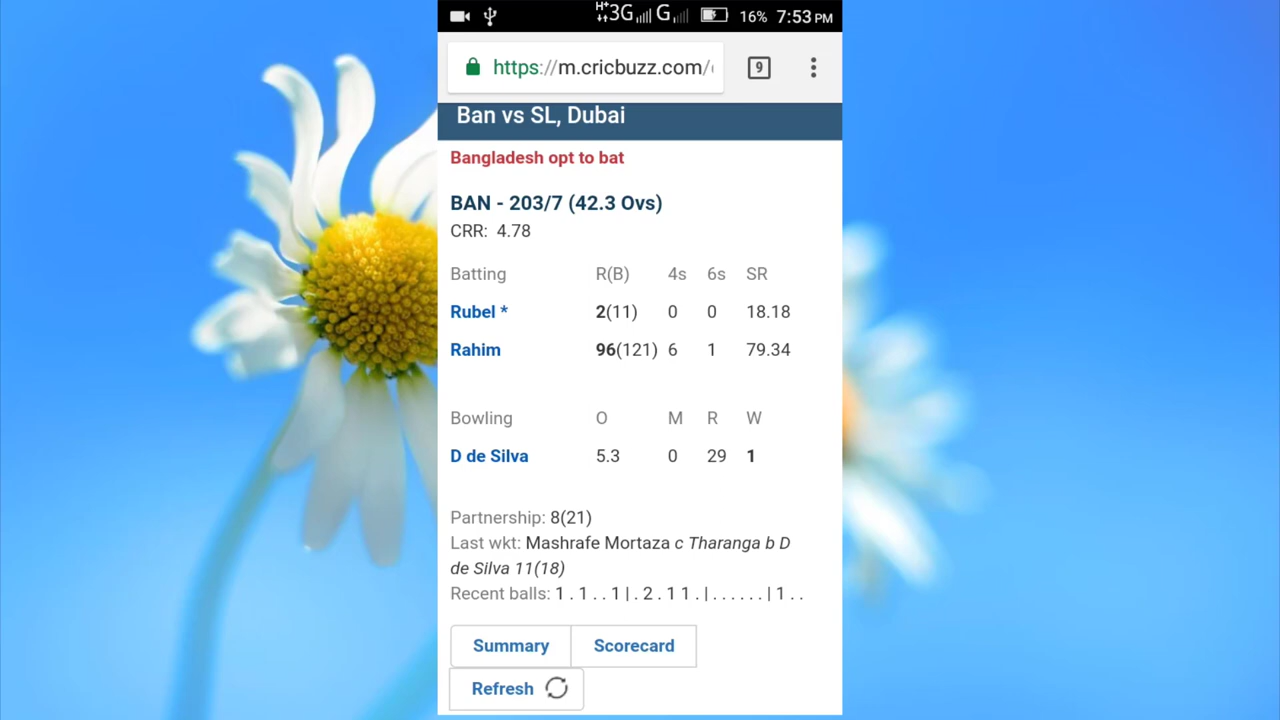 H+ 3G G 16% 7:53 PM
https://m.cricbuzz.com/ 9
Ban vs SL, Dubai
Bangladesh opt to bat
BAN - 203/7 (42.3 Ovs)
CRR: 4.78
Batting R(B) 4s 6s SR
Rubel * 2(11) 0 0 18.18
Rahim 96(121) 6 1 79.34
Bowling O M R W
D de Silva 5.3 0 29 1
Partnership: 8(21)
Last wkt: Mashrafe Mortaza c Tharanga b D
de Silva 11(18)
Recent balls: 1 . 1 . . 1 | . 2 . 1 1 . | . . . . . . | 1 . .
Summary Scorecard
Refresh